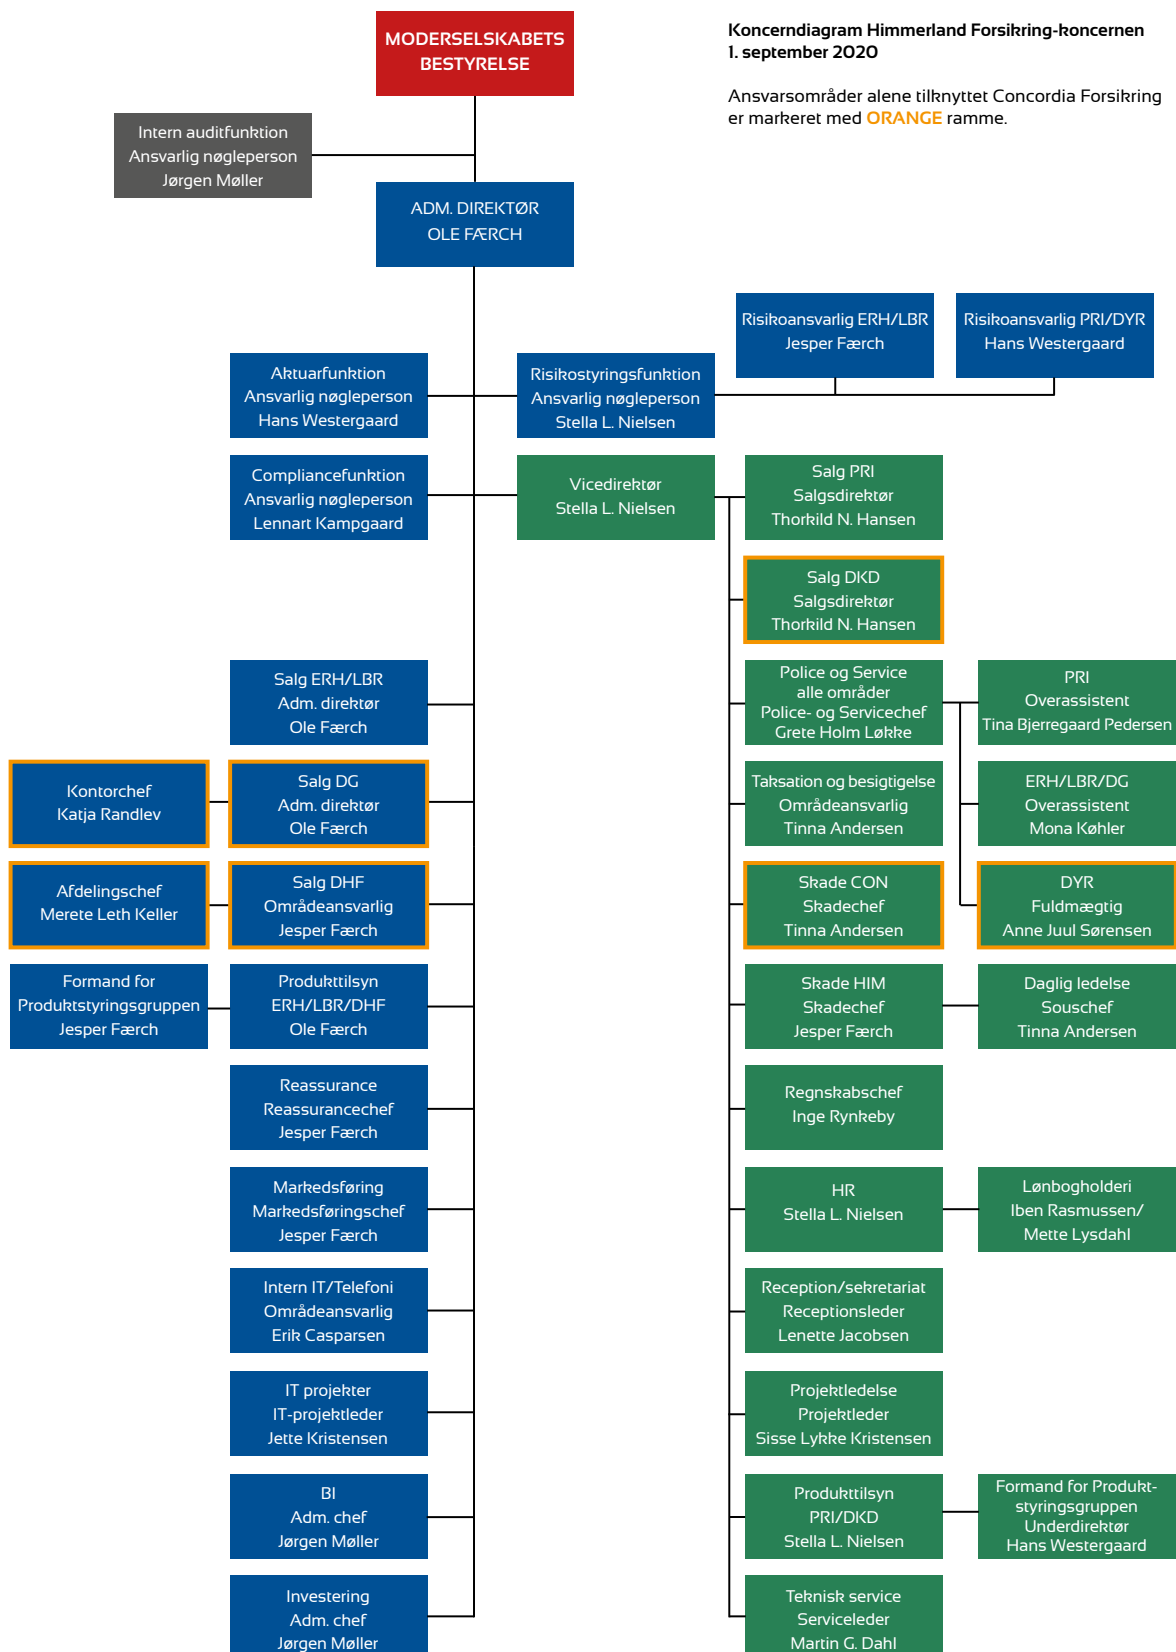 MODERSELSKABETS
BESTYRELSE
Koncerndiagram Himmerland Forsikring-koncernen
1. september 2020
Ansvarsområder alene tilknyttet Concordia Forsikring
er markeret med ORANGE ramme.
Intern auditfunktion
Ansvarlig nøgleperson
Jørgen Møller
ADM. DIREKTØR
OLE FÆRCH
Risikoansvarlig ERH/LBR
Jesper Færch
Risikoansvarlig PRI/DYR
Hans Westergaard
Aktuarfunktion
Ansvarlig nøgleperson
Hans Westergaard
Risikostyringsfunktion
Ansvarlig nøgleperson
Stella L. Nielsen
Compliancefunktion
Ansvarlig nøgleperson
Lennart Kampgaard
Vicedirektør
Stella L. Nielsen
Salg PRI
Salgsdirektør
Thorkild N. Hansen
Salg DKD
Salgsdirektør
Thorkild N. Hansen
Salg ERH/LBR
Adm. direktør
Ole Færch
Police og Service
alle områder
Police- og Servicechef
Grete Holm Løkke
PRI
Overassistent
Tina Bjerregaard Pedersen
Kontorchef
Katja Randlev
Salg DG
Adm. direktør
Ole Færch
Taksation og besigtigelse
Områdeansvarlig
Tinna Andersen
ERH/LBR/DG
Overassistent
Mona Køhler
Afdelingschef
Merete Leth Keller
Salg DHF
Områdeansvarlig
Jesper Færch
Skade CON
Skadechef
Tinna Andersen
DYR
Fuldmægtig
Anne Juul Sørensen
Formand for
Produktstyringsgruppen
Jesper Færch
Produkttilsyn
ERH/LBR/DHF
Ole Færch
Skade HIM
Skadechef
Jesper Færch
Daglig ledelse
Souschef
Tinna Andersen
Reassurance
Reassurancechef
Jesper Færch
Regnskabschef
Inge Rynkeby
Markedsføring
Markedsføringschef
Jesper Færch
HR
Stella L. Nielsen
Lønbogholderi
Iben Rasmussen/
Mette Lysdahl
Intern IT/Telefoni
Områdeansvarlig
Erik Casparsen
Reception/sekretariat
Receptionsleder
Lenette Jacobsen
IT projekter
IT-projektleder
Jette Kristensen
Projektledelse
Projektleder
Sisse Lykke Kristensen
BI
Adm. chef
Jørgen Møller
Produkttilsyn
PRI/DKD
Stella L. Nielsen
Formand for Produkt-
styringsgruppen
Underdirektør
Hans Westergaard
Investering
Adm. chef
Jørgen Møller
Teknisk service
Serviceleder
Martin G. Dahl